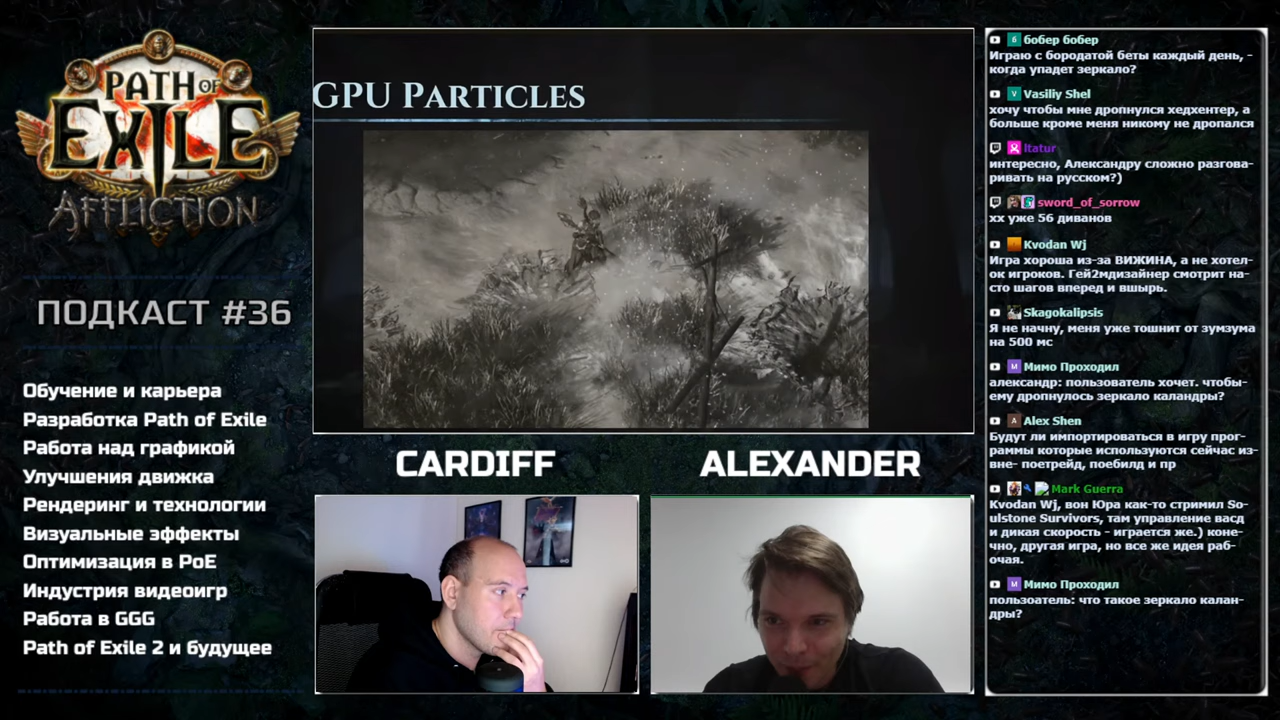 PATH OF
EXILE
AFFLICTION
ПОДКАСТ #36
Обучение и карьера
Разработка Path of Exile
Работа над графикой
Улучшения движка
Рендеринг и технологии
Визуальные эффекты
Оптимизация в PoE
Индустрия видеоигр
Работа в GGG
Path of Exile 2 и будущее
GPU Particles
CARDIFF
ALEXANDER
б бобер бобер
Играю с бородатой беты каждый день, -
когда упадет зеркало?
V Vasiliy Shel
хочу чтобы мне дропнулся хедхентер, а
больше кроме меня никому не дропался
ltatur
интересно, Александру сложно разгова-
ривать на русском?)
sword_of_sorrow
хх уже 56 диванов
Kvodan Wj
Игра хороша из-за ВИЖИНА, а не хотел-
ок игроков. Гей2мдизайнер смотрит на-
сто шагов вперед и вшырь.
Skagokalipsis
Я не начну, меня уже тошнит от зумзума
на 500 мс
М Мимо Проходил
александр: пользователь хочет. чтобы-
ему дропнулось зеркало каландры?
A Alex Shen
Будут ли импортироваться в игру прог-
раммы которые используются сейчас из-
вне- поетрейд, поебилд и пр
Mark Guerra
Kvodan Wj, вон Юра как-то стримил So-
ulstone Survivors, там управление васд
и дикая скорость - играется же.) коне-
чно, другая игра, но все же идея раб-
очая.
М Мимо Проходил
пользоатель: что такое зеркало калан-
дры?